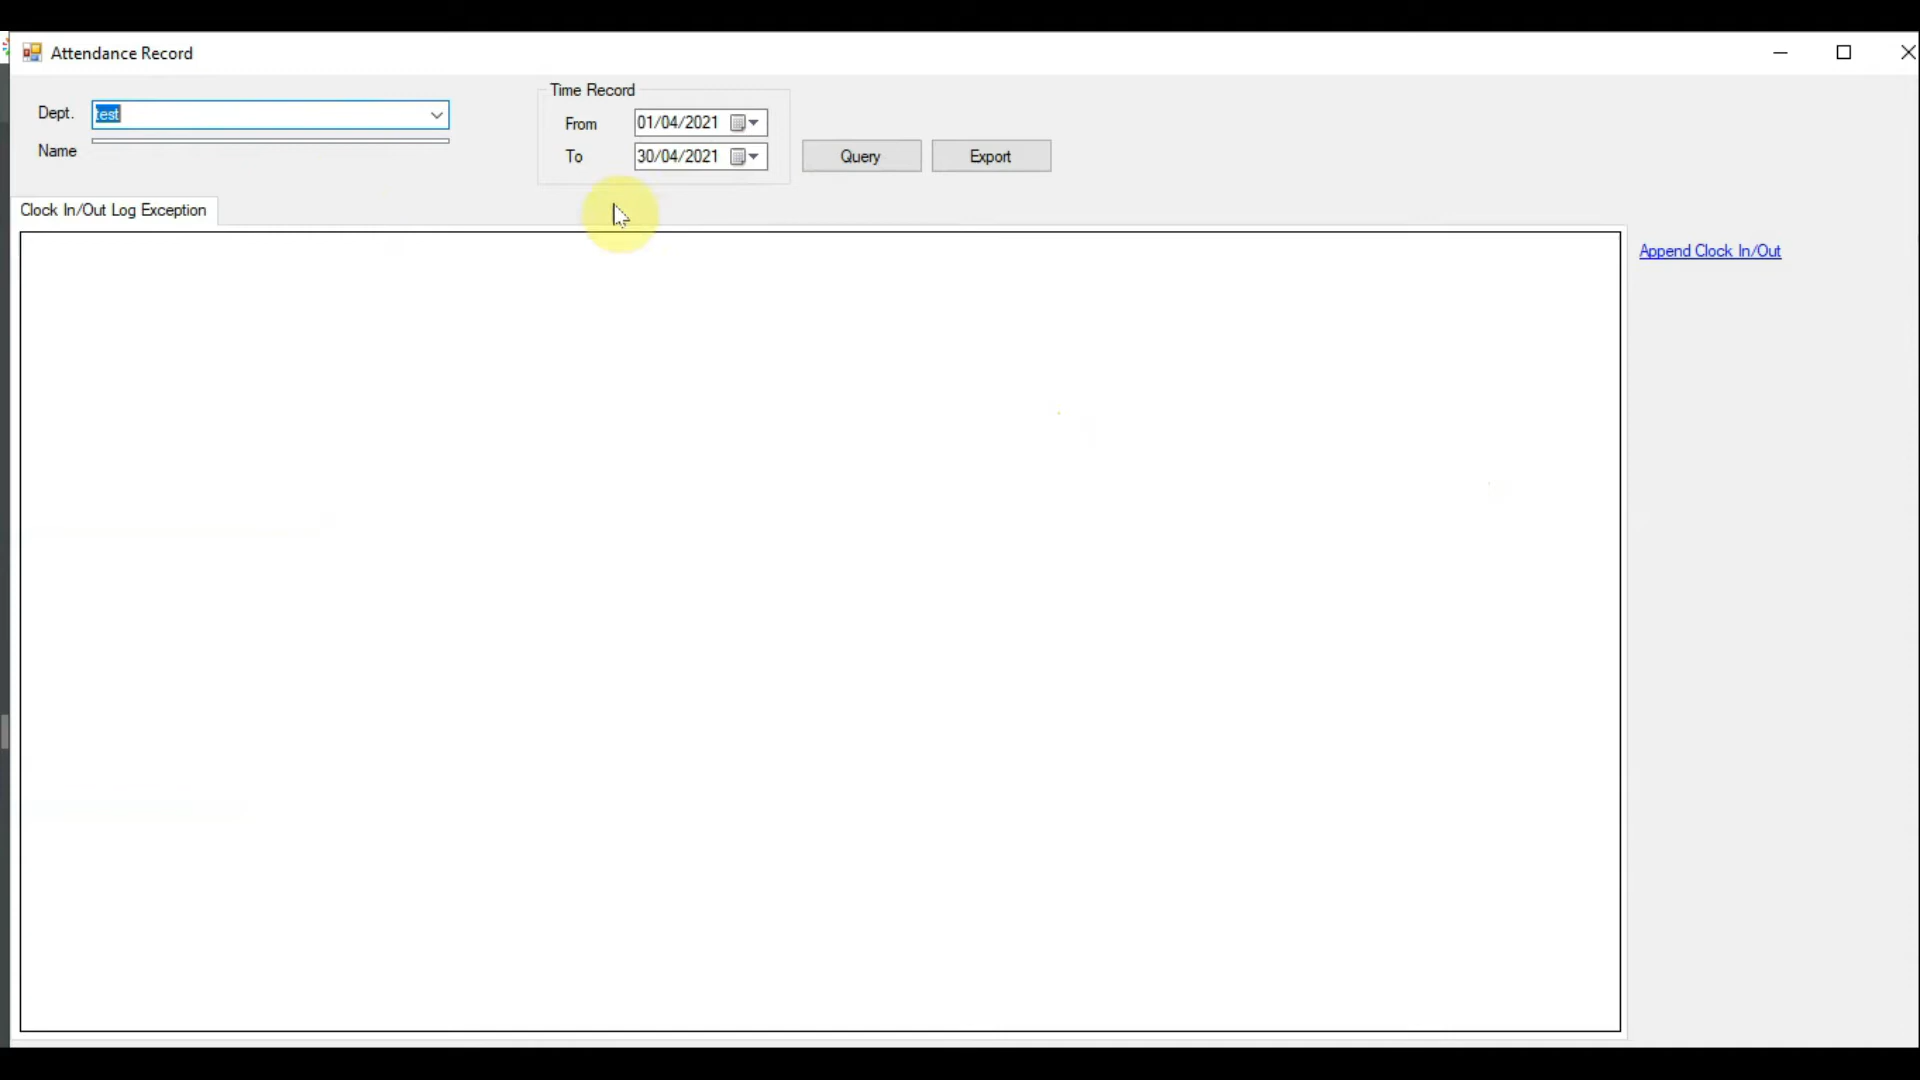 Attendance Record
Dept. test
Name
Time Record
From 01/04/2021
To 30/04/2021
Query Export
Clock In/Out Log Exception
Append Clock In/Out